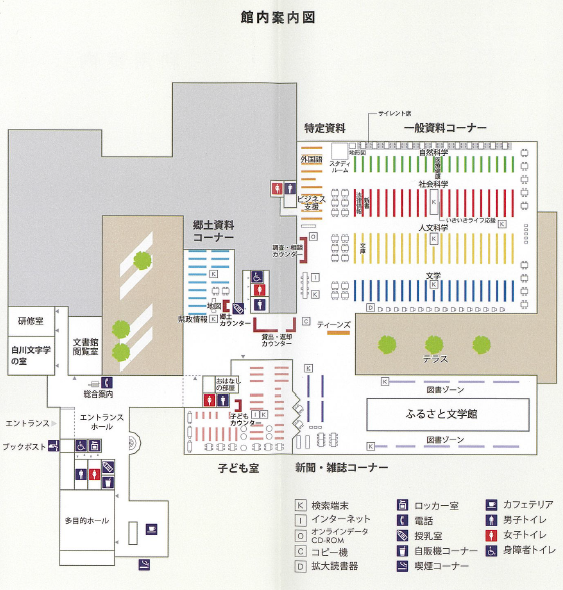 館内案内図
サイレント席
特定資料
一般資料コーナー
外国語
スタディ
ルーム
自然科学
社会科学
ビジネス
支援
新書
いきいきライフ応援
郷土資料
コーナー
人文科学
調査・相談
カウンター
文庫
文学
地図
県政情報
郷土
カウンター
貸出・返却
カウンター
ティーンズ
テラス
研修室
白川文字学
の室
文書館
閲覧室
総合案内
おはなし
の部屋
図書ゾーン
エントランス
エントランス
ホール
子ども
カウンター
ふるさと文学館
ブックポスト
図書ゾーン
子ども室
新聞・雑誌コーナー
多目的ホール
K 検索端末
I インターネット
O オンラインデータ
CD-ROM
C コピー機
D 拡大読書器
ロッカー室
電話
授乳室
自販機コーナー
喫煙コーナー
カフェテリア
男子トイレ
女子トイレ
身障者トイレ